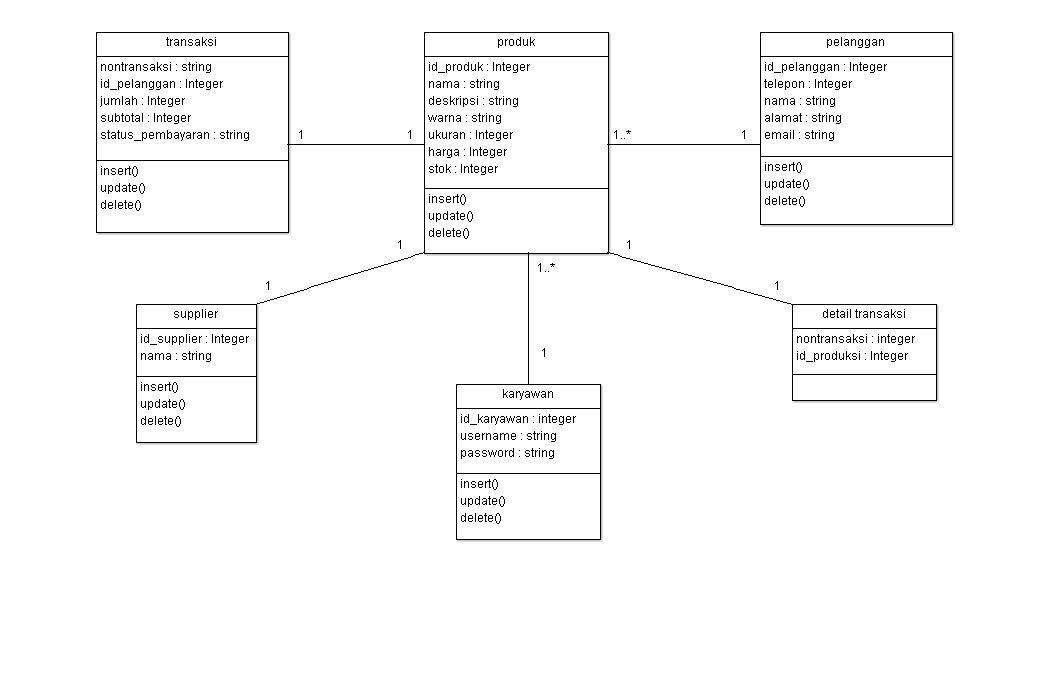 transaksi
nontransaksi : string
id_pelanggan : Integer
jumlah : Integer
subtotal : Integer
status_pembayaran : string
insert()
update()
delete()
1
1
produk
id_produk : Integer
nama : string
deskripsi : string
warna : string
ukuran : Integer
harga : Integer
stok : Integer
insert()
update()
delete()
1..*
1
pelanggan
id_pelanggan : Integer
telepon : Integer
nama : string
alamat : string
email : string
insert()
update()
delete()
1
1
supplier
id_supplier : Integer
nama : string
insert()
update()
delete()
1..*
1
karyawan
id_karyawan : integer
username : string
password : string
insert()
update()
delete()
1
1
detail transaksi
nontransaksi : integer
id_produksi : Integer